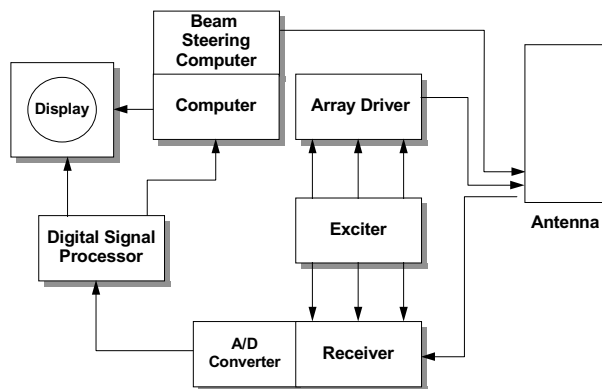 Beam
Steering
Computer
Display
Computer
Array Driver
Antenna
Digital Signal
Processor
Exciter
A/D
Converter
Receiver